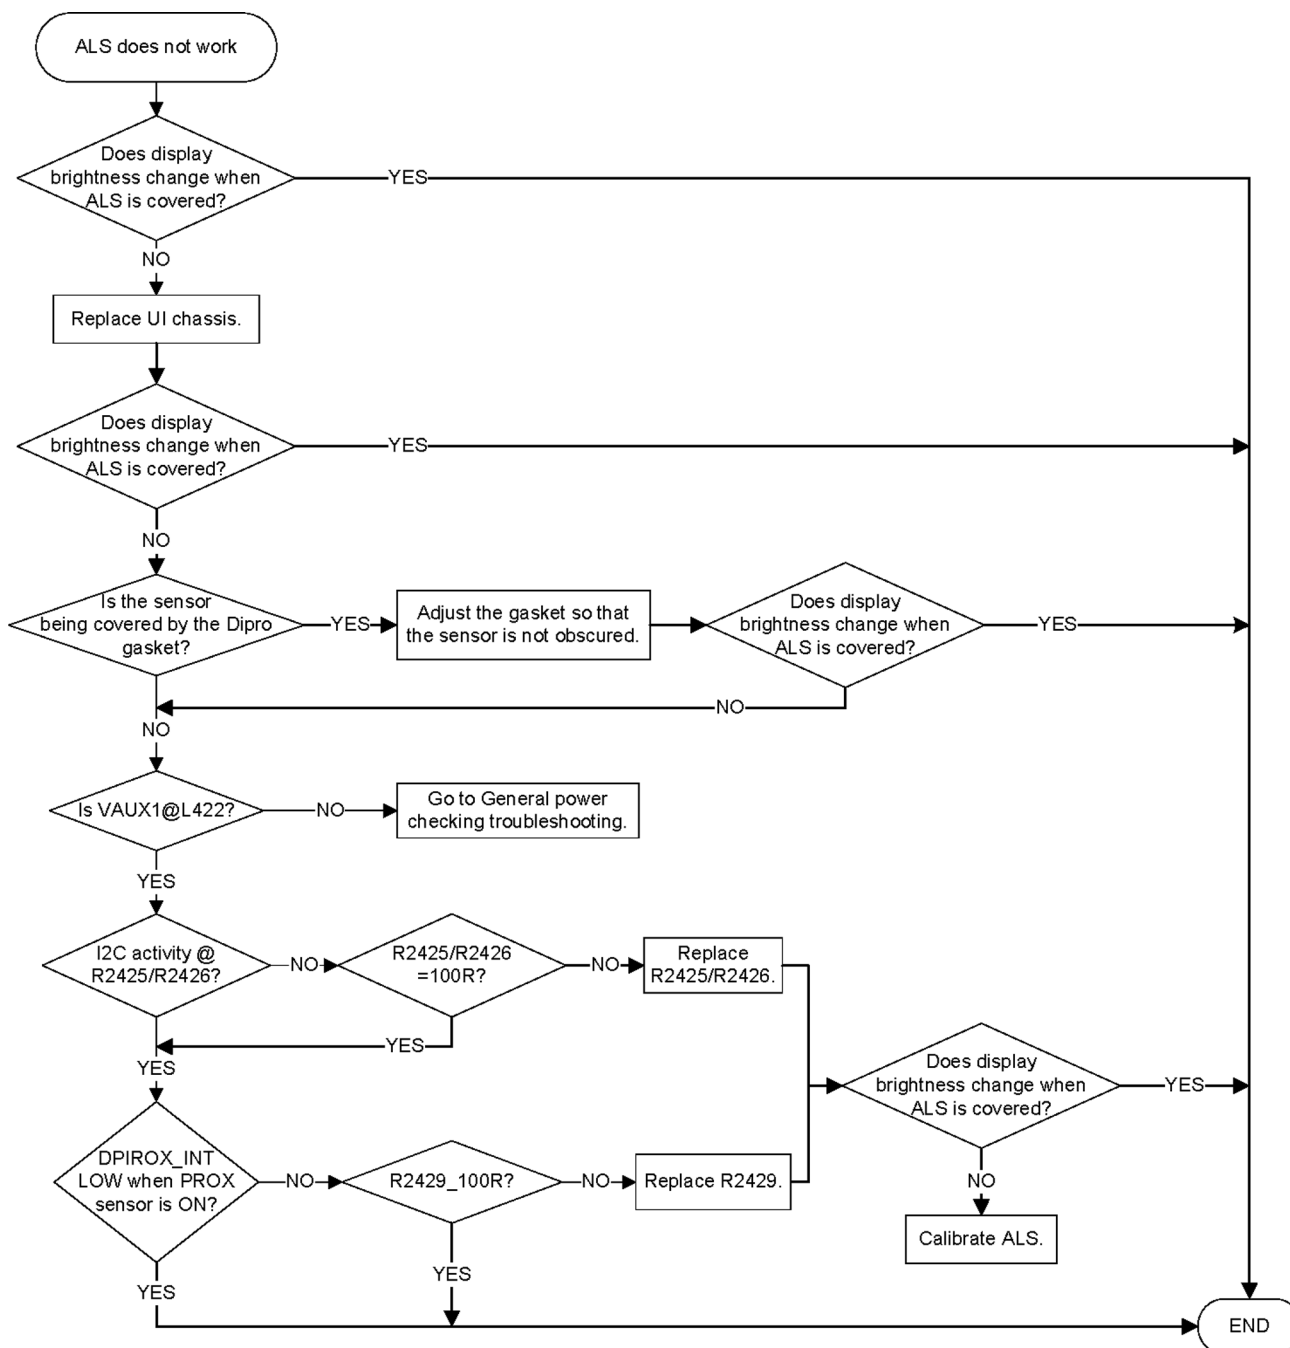 ALS does not work
Does display
brightness change when
ALS is covered?
YES
NO
Replace UI chassis.
Does display
brightness change when
ALS is covered?
YES
NO
Is the sensor
being covered by the Dipro
gasket?
YES
Adjust the gasket so that
the sensor is not obscured.
Does display
brightness change when
ALS is covered?
YES
NO
NO
Is VAUX1@L422?
NO
Go to General power
checking troubleshooting.
YES
I2C activity @
R2425/R2426?
NO
R2425/R2426
=100R?
NO
Replace
R2425/R2426.
YES
YES
Does display
brightness change when
ALS is covered?
YES
NO
Calibrate ALS.
DPIROX_INT
LOW when PROX
sensor is ON?
NO
R2429_100R?
NO
Replace R2429.
YES
YES
END